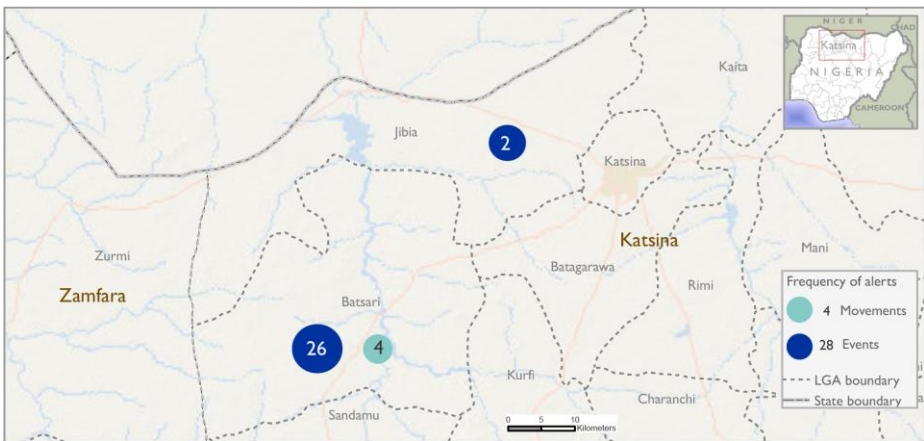 NIGER
CHAD
Katsina
NIGERIA
CAMEROON
Kaita
Jibia
2
Katsina
Zurmi
Zamfara
Katsina
Mani
Batagarawa
Rimi
Batsari
26
4
Kurfi
Charanchi
Sandamu
0 5 10
Kilometers
Frequency of alerts
4 Movements
28 Events
LGA boundary
State boundary